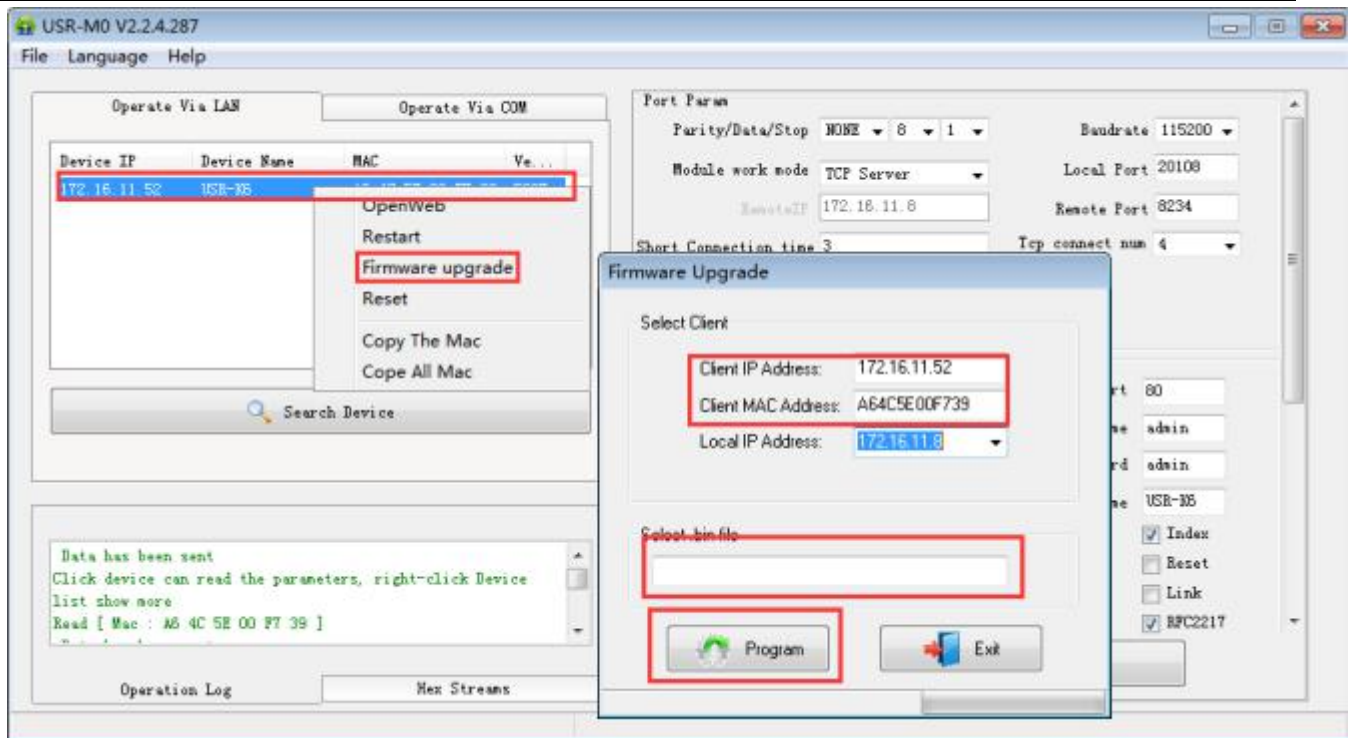 USR-M0 V2.2.4.287
File Language Help
Operate Via LAN Operate Via COM
Device IP Device Name MAC Ve...
172.16.11.52
OpenWeb
Restart
Firmware upgrade
Reset
Copy The Mac
Cope All Mac
Search Device
Data has been sent
Click device can read the parameters, right-click Device
list show more
Read [ Mac : A6 4C 5E 00 F7 39 ]
Operation Log Hex Streams
Port Param
Parity/Data/Stop NONE 8 1 Baudrate 115200
Module work mode TCP Server Local Port 20108
RemoteIP 172.16.11.8 Remote Port 8234
Short Connection time 3 Tcp connect num 4
Firmware Upgrade
Select Client
Client IP Address: 172.16.11.52
Client MAC Address: A64C5E00F739
Local IP Address: 172.16.11.8
Select .bin file
Program Exit
80
admin
admin
Index
Reset
Link
RFC2217